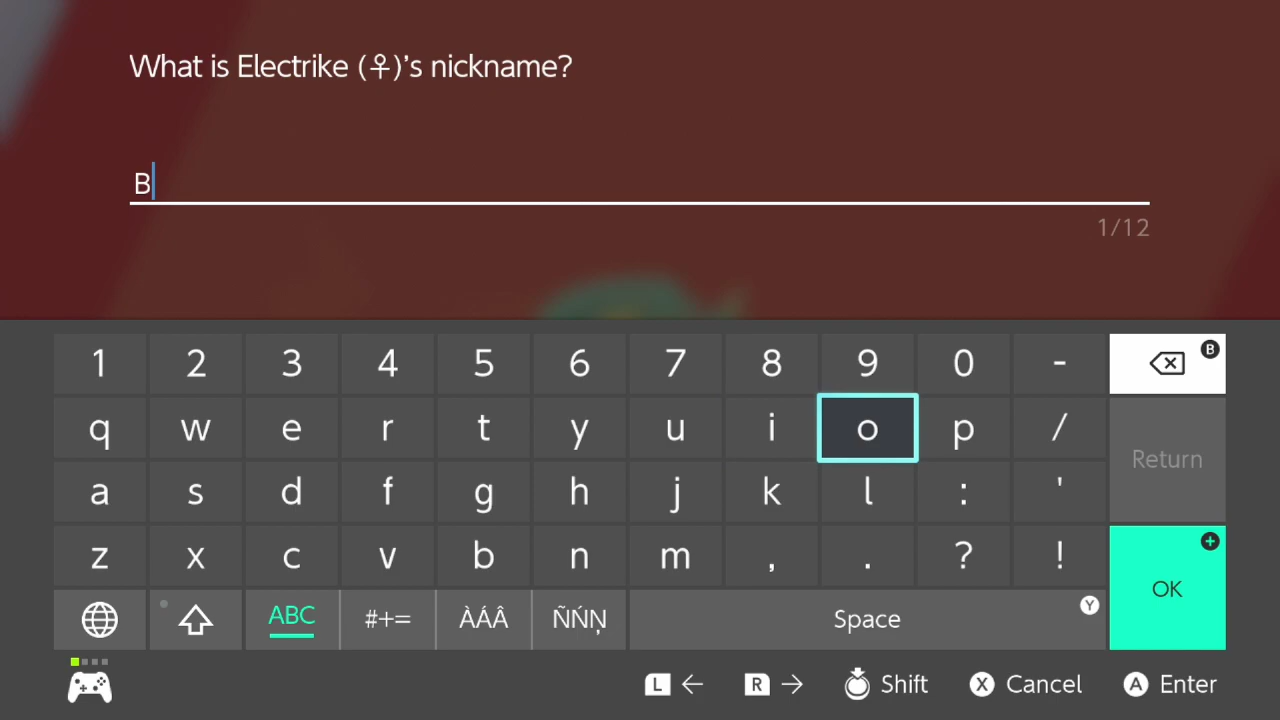 What is Electrike (♀)'s nickname?
B
1/12
1 2 3 4 5 6 7 8 9 0 - B
q w e r t y u i o p /
Return
a s d f g h j k l : '
z x c v b n m , . ? ! +
OK
ABC #+= ÀÁÂ ÑŃŅ Space Y
L ← R → Shift X Cancel A Enter